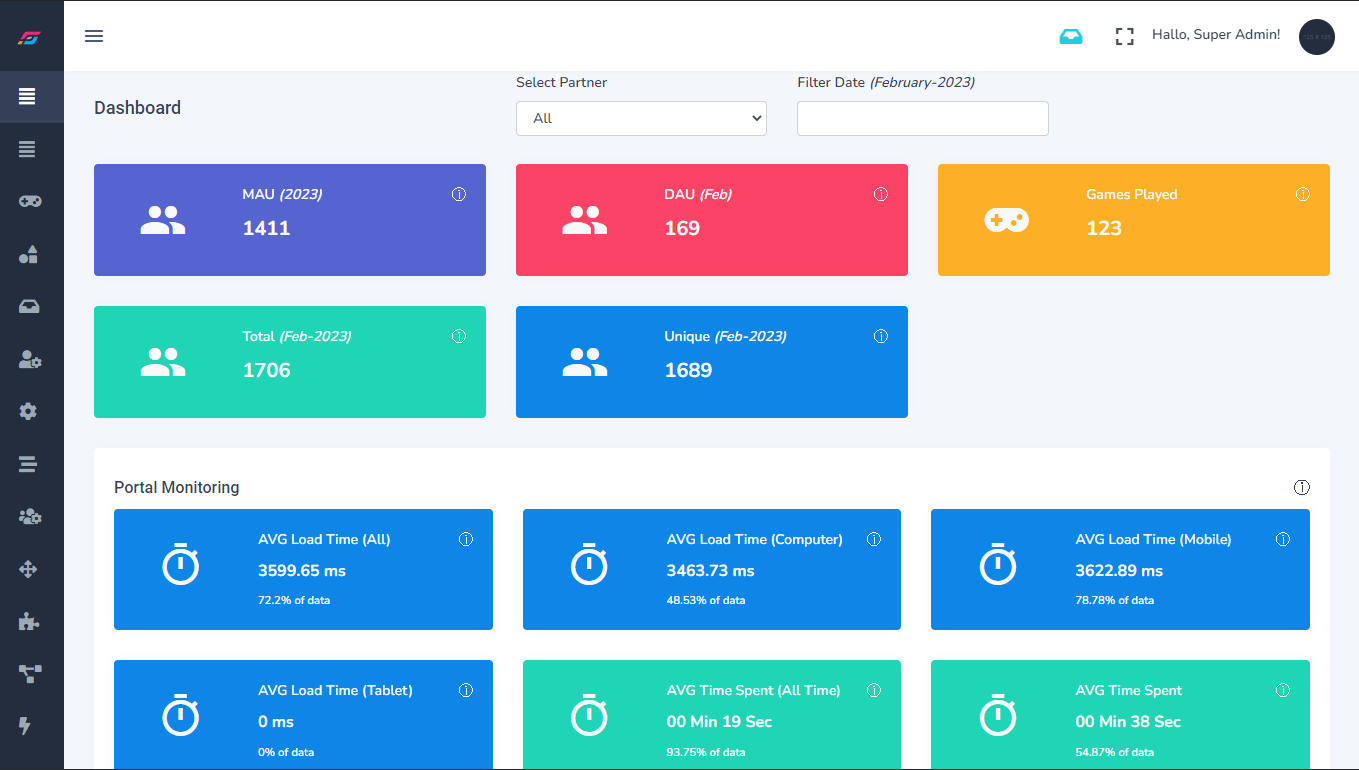 Hallo, Super Admin!
Dashboard
Select Partner
All
Filter Date (February-2023)
MAU (2023)
1411
DAU (Feb)
169
Games Played
123
Total (Feb-2023)
1706
Unique (Feb-2023)
1689
Portal Monitoring
AVG Load Time (All)
3599.65 ms
72.2% of data
AVG Load Time (Computer)
3463.73 ms
48.53% of data
AVG Load Time (Mobile)
3622.89 ms
78.78% of data
AVG Load Time (Tablet)
0 ms
0% of data
AVG Time Spent (All Time)
00 Min 19 Sec
93.75% of data
AVG Time Spent
00 Min 38 Sec
54.87% of data